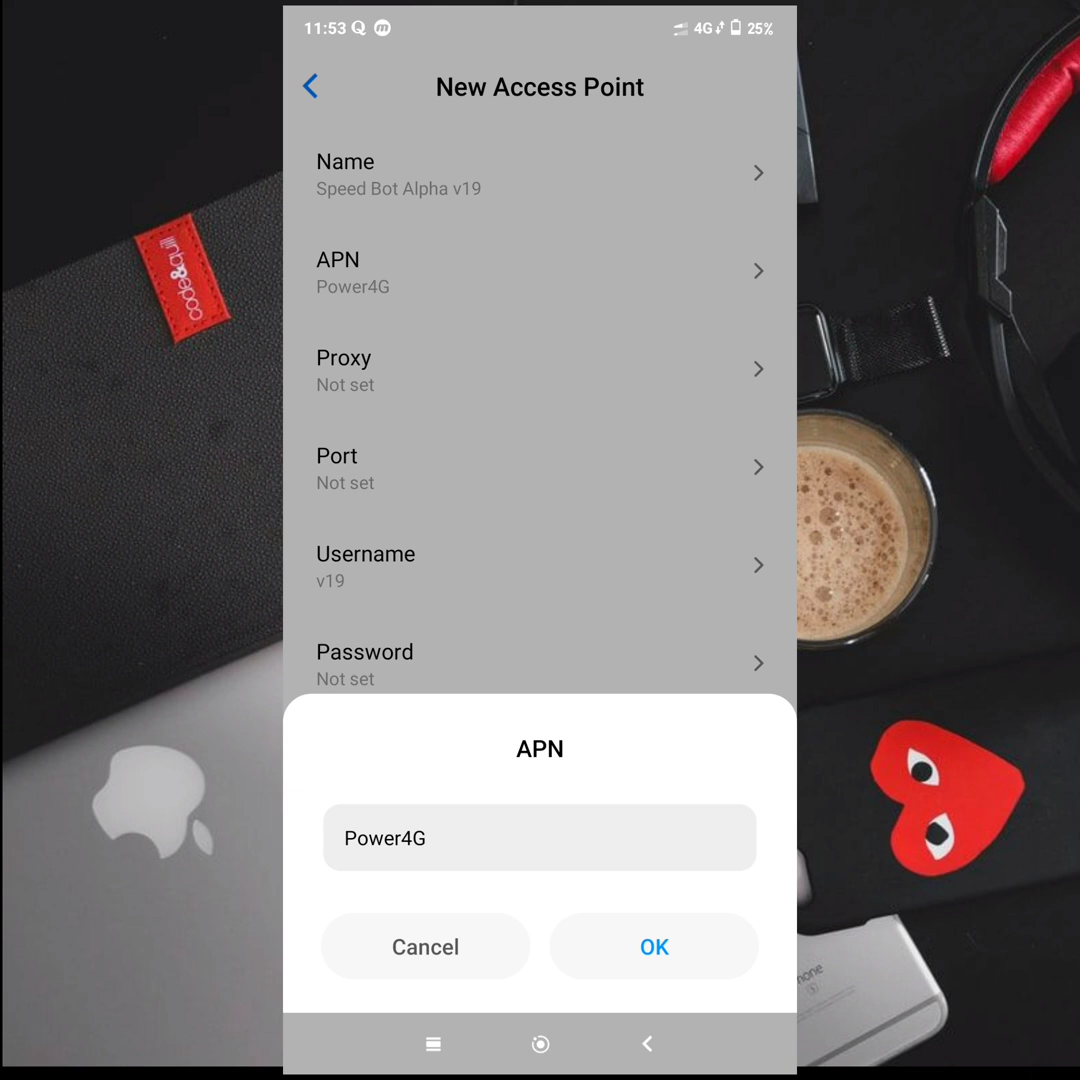 11:53
4G
25%
New Access Point
Name
Speed Bot Alpha v19
APN
Power4G
Proxy
Not set
Port
Not set
Username
v19
Password
Not set
APN
Power4G
Cancel
OK
code&quill